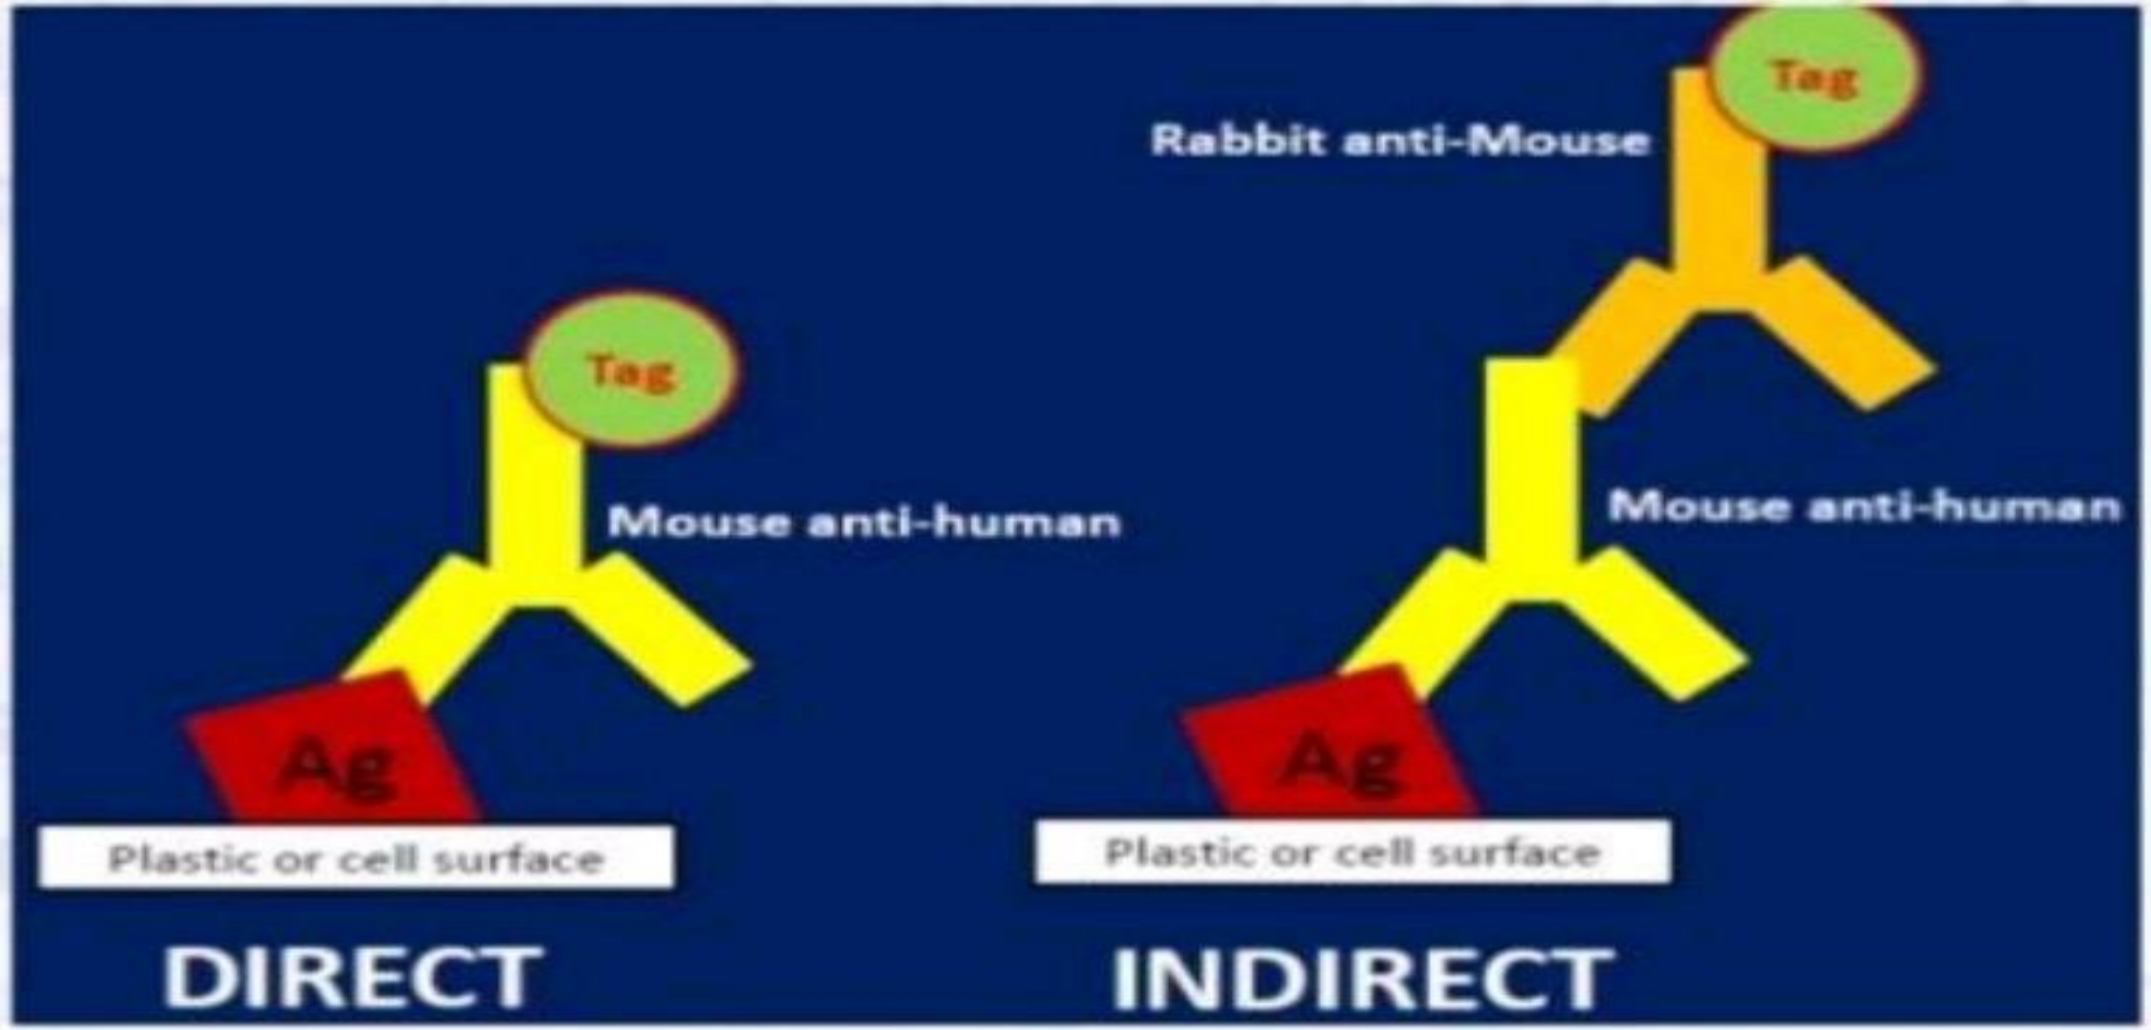 Tag
Rabbit anti-Mouse
Tag
Mouse anti-human
Mouse anti-human
Ag
Ag
Plastic or cell surface
Plastic or cell surface
DIRECT
INDIRECT